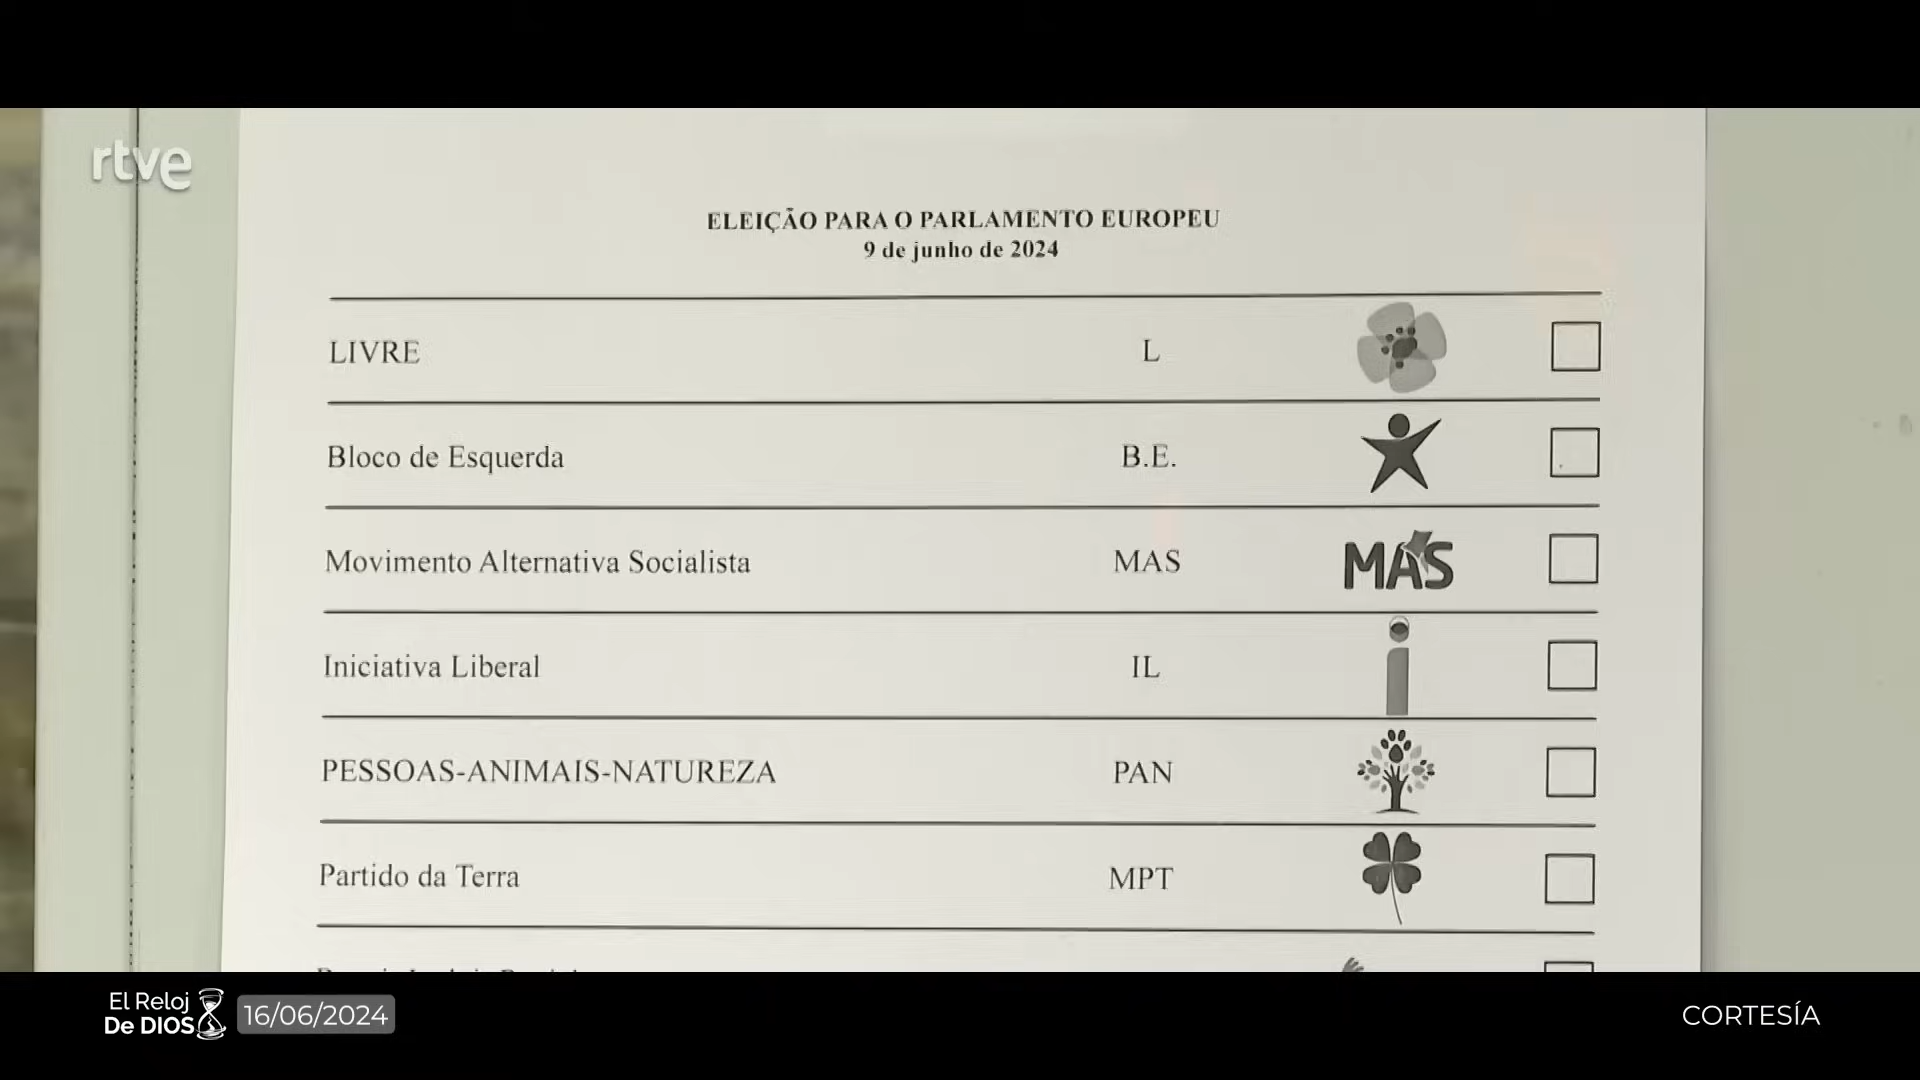 rtve
ELEIÇÃO PARA O PARLAMENTO EUROPEU
9 de junho de 2024
LIVRE L
Bloco de Esquerda B.E.
Movimento Alternativa Socialista MAS MAS
Iniciativa Liberal IL i
PESSOAS-ANIMAIS-NATUREZA PAN
Partido da Terra MPT
El Reloj
De DIOS
16/06/2024
CORTESÍA